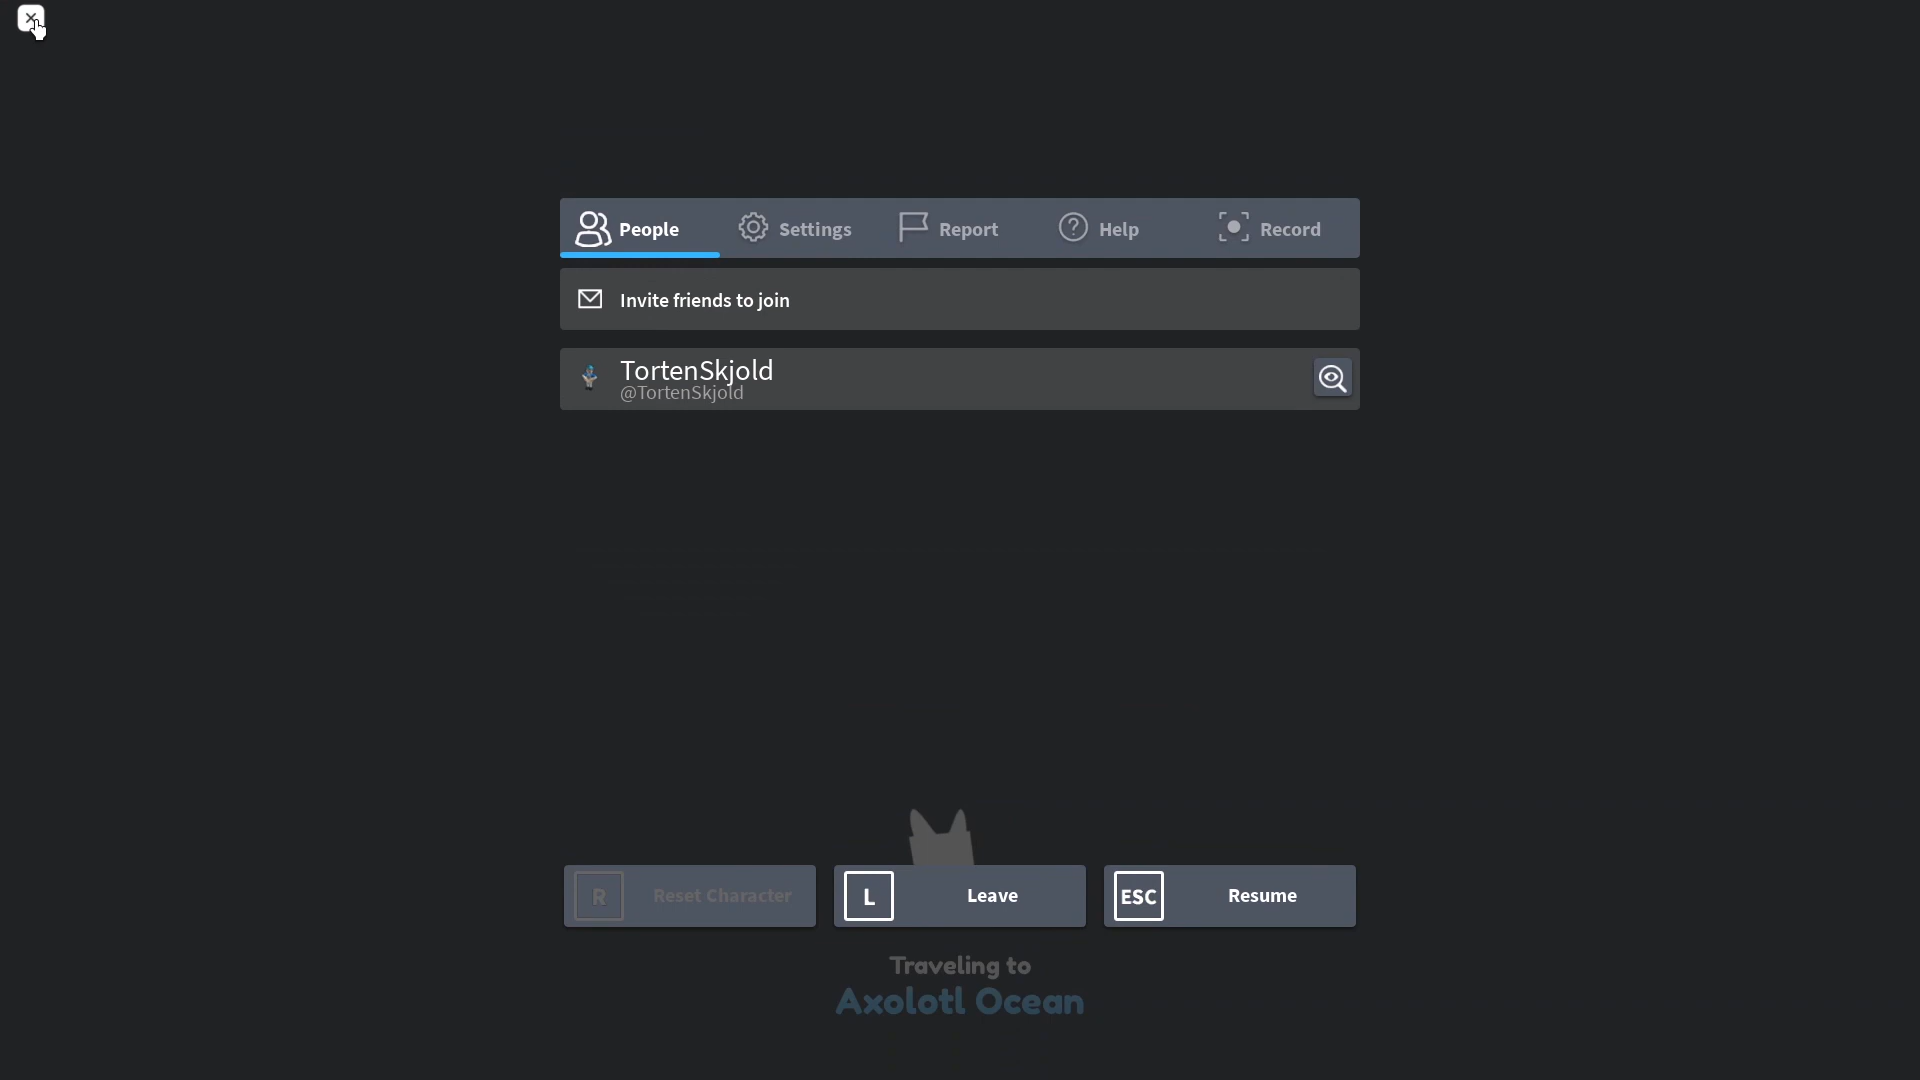 People
Settings
Report
Help
Record
Invite friends to join
TortenSkjold
@TortenSkjold
R
Reset Character
L
Leave
ESC
Resume
Traveling to
Axolotl Ocean